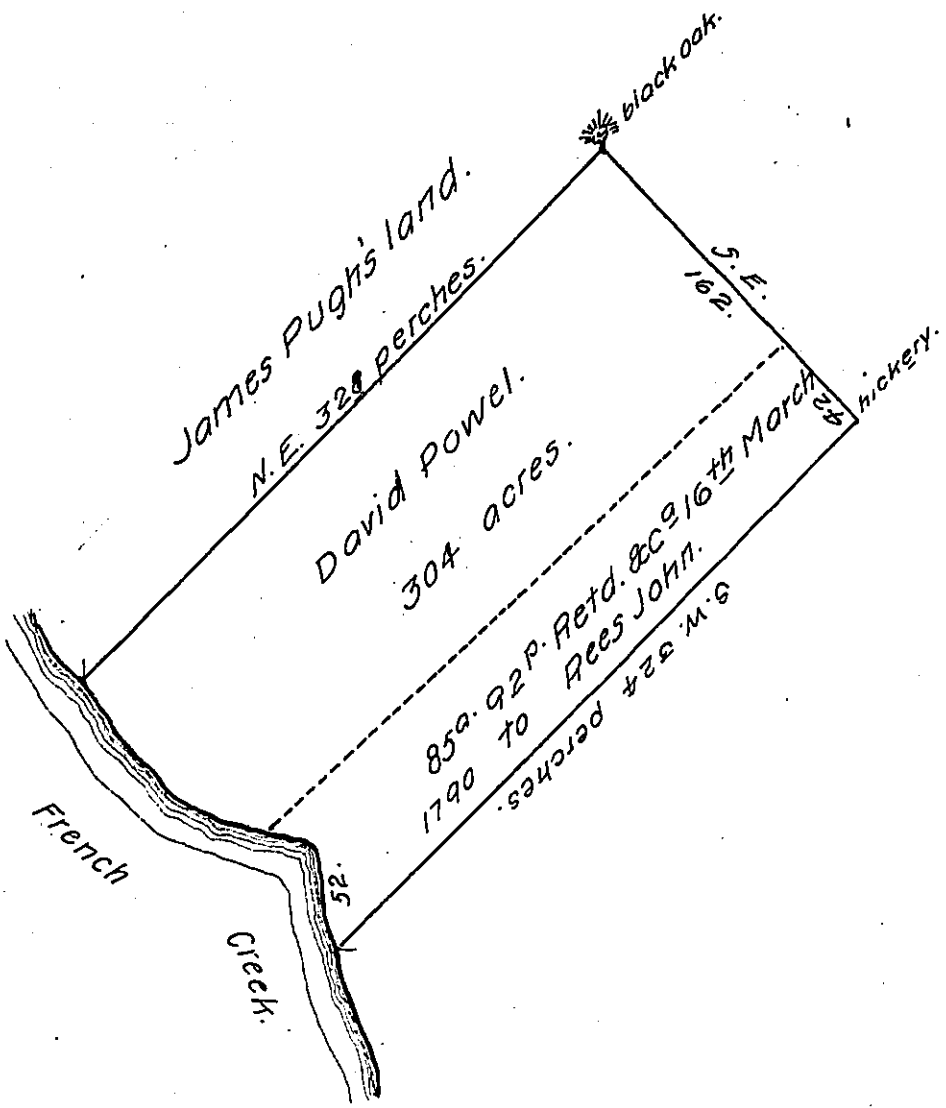 black oak.
James Pugh's land.
N.E. 328 perches.
S.E.
162.
hickery.
42
David Powel.
304 acres.
85a. 92p. Retd. &Ca 16th March
1790 to Rees John.
S.W. 324 perches.
52.
French
Creek.